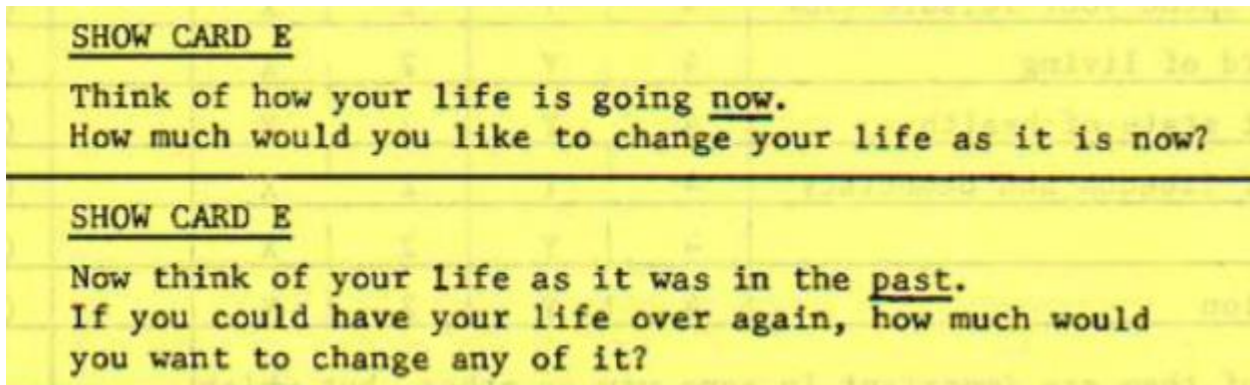 SHOW CARD E
Think of how your life is going now.
How much would you like to change your life as it is now?
SHOW CARD E
Now think of your life as it was in the past.
If you could have your life over again, how much would
you want to change any of it?